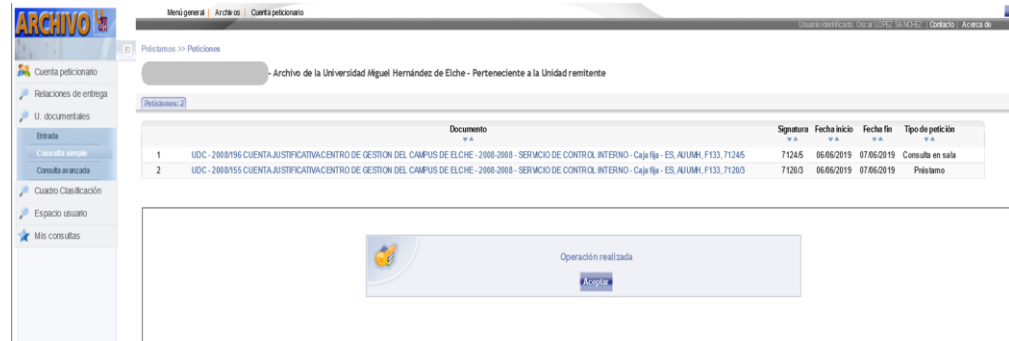 Menú general | Archivos | Cuenta peticionario
ARCHIVO
Usuario identificado: Oscar LOPEZ SANCHEZ | Contacto | Acerca de
Préstamos >> Peticiones
Cuenta peticionario
- Archivo de la Universidad Miguel Hernández de Elche - Perteneciente a la Unidad remitente
Relaciones de entrega
Peticiones: 2
U. documentales
Entrada
Consulta simple
Consulta avanzada
Cuadro Clasificación
Espacio usuario
Mis consultas
Documento Signatura Fecha inicio Fecha fin Tipo de petición
1 UDC - 2008/196 CUENTA JUSTIFICATIVA CENTRO DE GESTION DEL CAMPUS DE ELCHE - 2008-2008 - SERVICIO DE CONTROL INTERNO - Caja fija - ES, AUUMH, F133, 7124/5 7124/5 06/06/2019 07/06/2019 Consulta en sala
2 UDC - 2008/155 CUENTA JUSTIFICATIVA CENTRO DE GESTION DEL CAMPUS DE ELCHE - 2008-2008 - SERVICIO DE CONTROL INTERNO - Caja fija - ES, AUUMH, F133, 7120/3 7120/3 06/06/2019 07/06/2019 Préstamo
Operación realizada
Aceptar